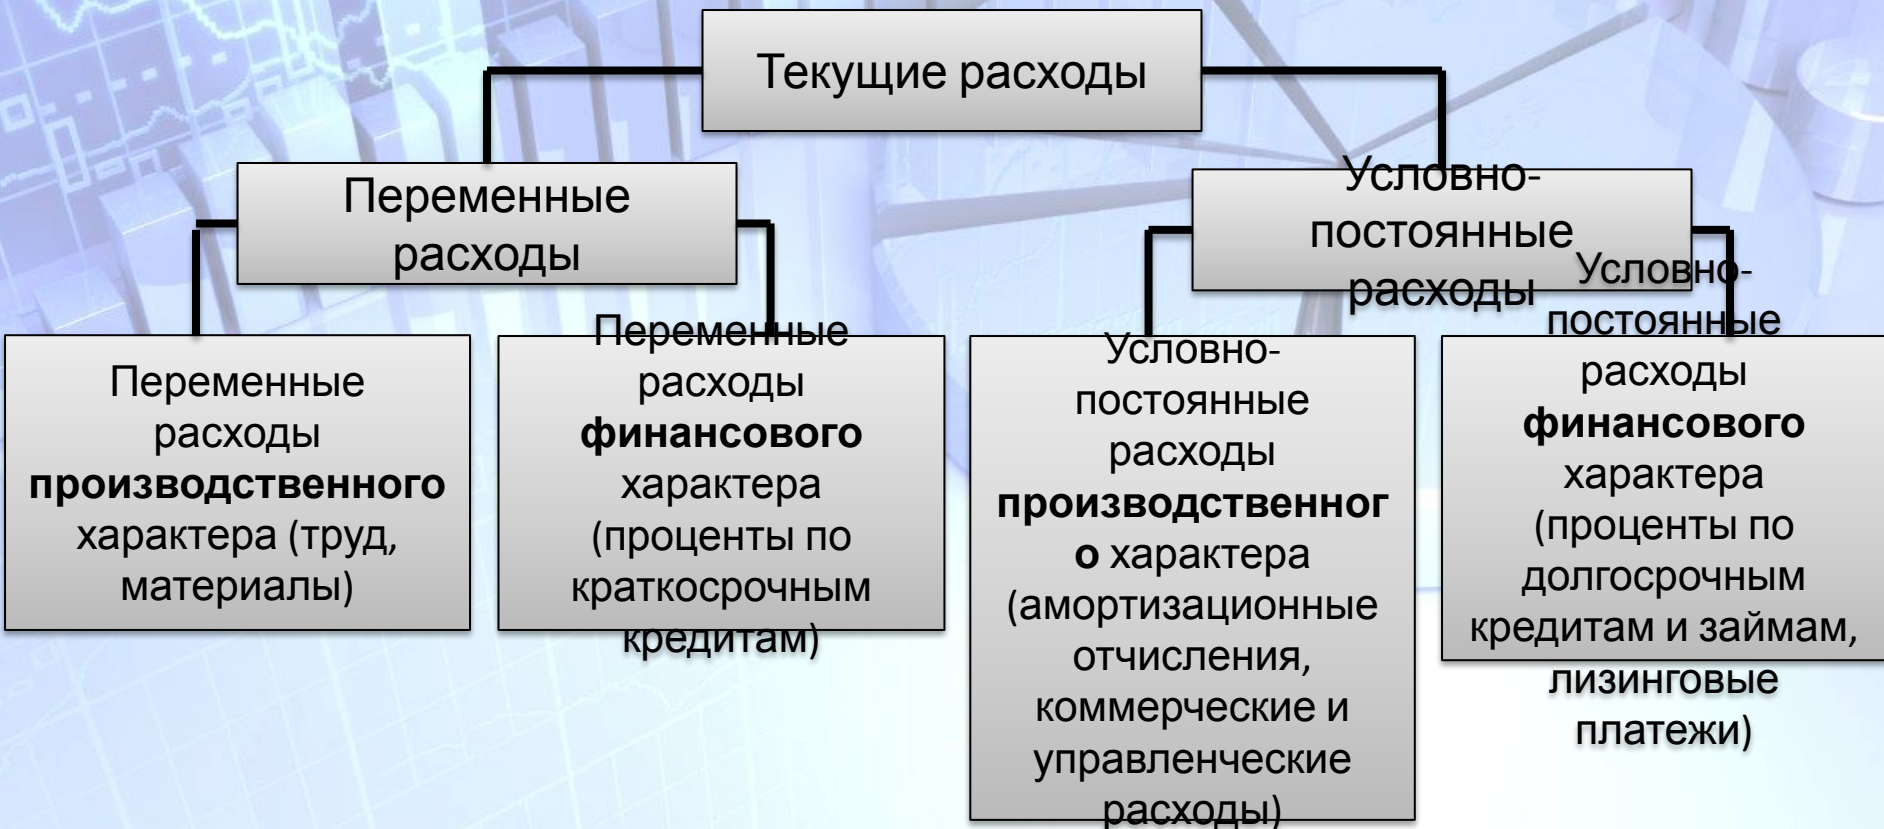 Текущие расходы
Переменные
расходы
Условно-
постоянные
расходы
Переменные
расходы
производственного
характера (труд,
материалы)
Переменные
расходы
финансового
характера
(проценты по
краткосрочным
кредитам)
Условно-
постоянные
расходы
производственног
о характера
(амортизационные
отчисления,
коммерческие и
управленческие
расходы)
Условно-
постоянные
расходы
финансового
характера
(проценты по
долгосрочным
кредитам и займам,
лизинговые
платежи)